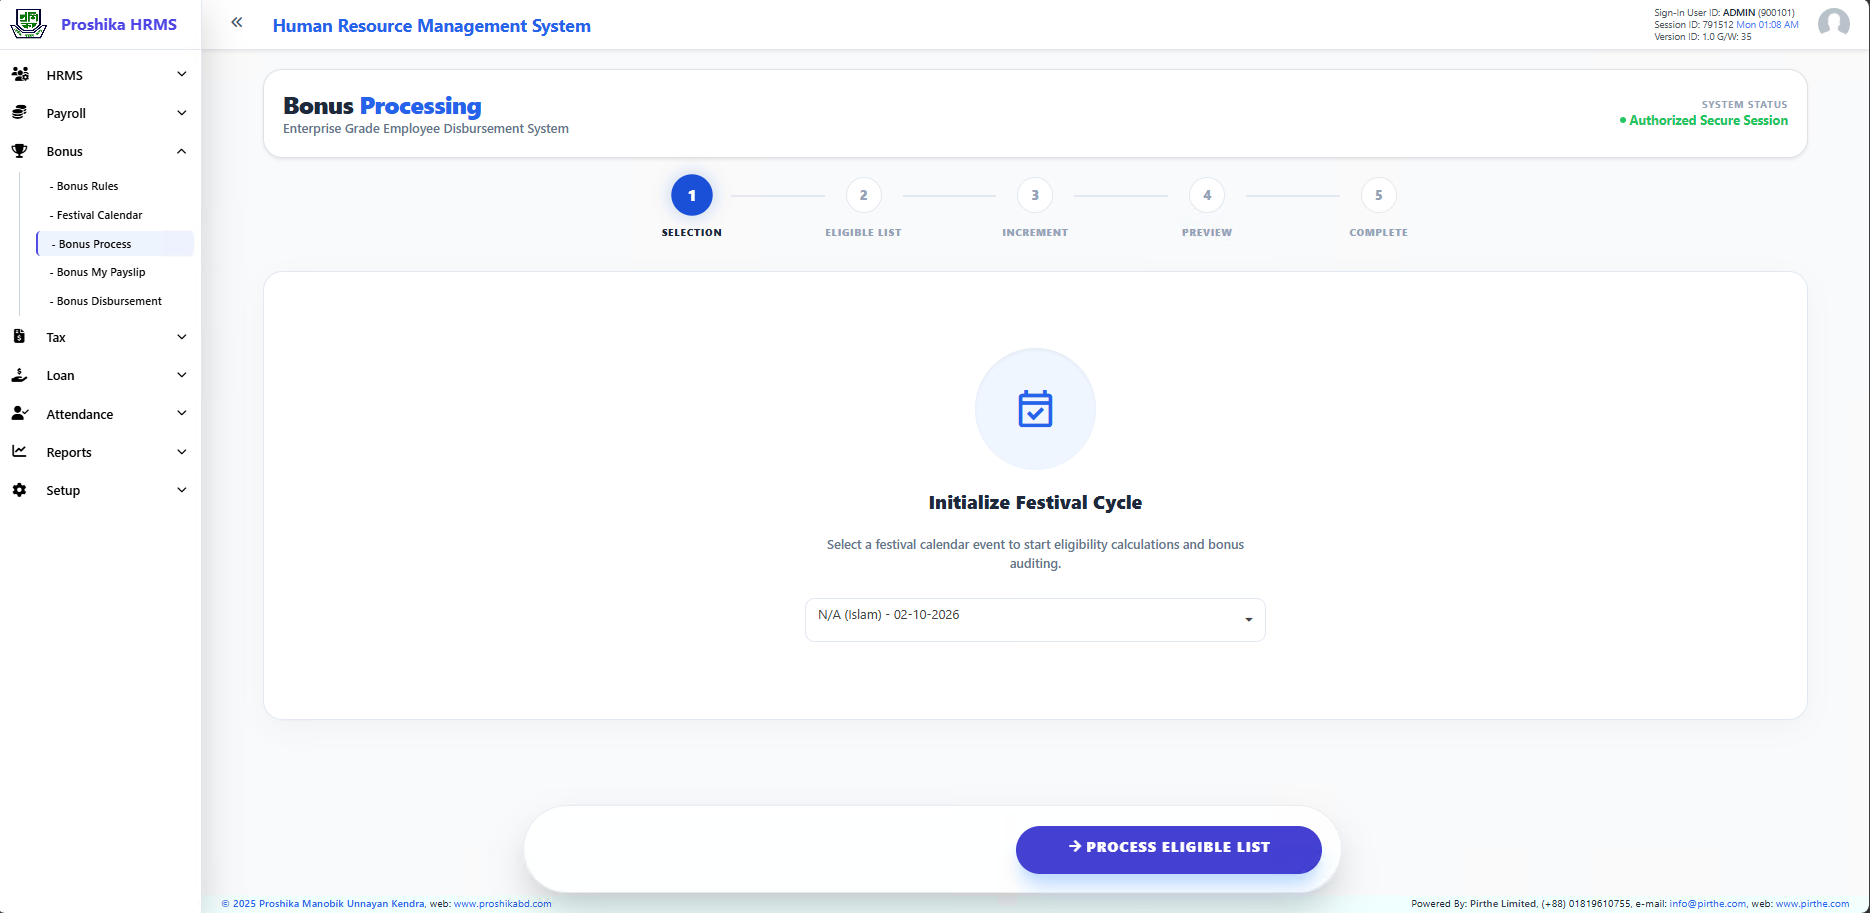 Proshika HRMS
Human Resource Management System
Sign-In User ID: ADMIN (900101)
Session ID: 791512 Mon 01:08 AM
Version ID: 1.0 G/W: 35
HRMS
Payroll
Bonus
- Bonus Rules
- Festival Calendar
- Bonus Process
- Bonus My Payslip
- Bonus Disbursement
Tax
Loan
Attendance
Reports
Setup
Bonus Processing
Enterprise Grade Employee Disbursement System
SYSTEM STATUS
Authorized Secure Session
1
2
3
4
5
SELECTION
ELIGIBLE LIST
INCREMENT
PREVIEW
COMPLETE
Initialize Festival Cycle
Select a festival calendar event to start eligibility calculations and bonus
auditing.
N/A (Islam) - 02-10-2026
PROCESS ELIGIBLE LIST
© 2025 Proshika Manobik Unnayan Kendra, web: www.proshikabd.com
Powered By: Pirthe Limited, (+88) 01819610755, e-mail: info@pirthe.com, web: www.pirthe.com